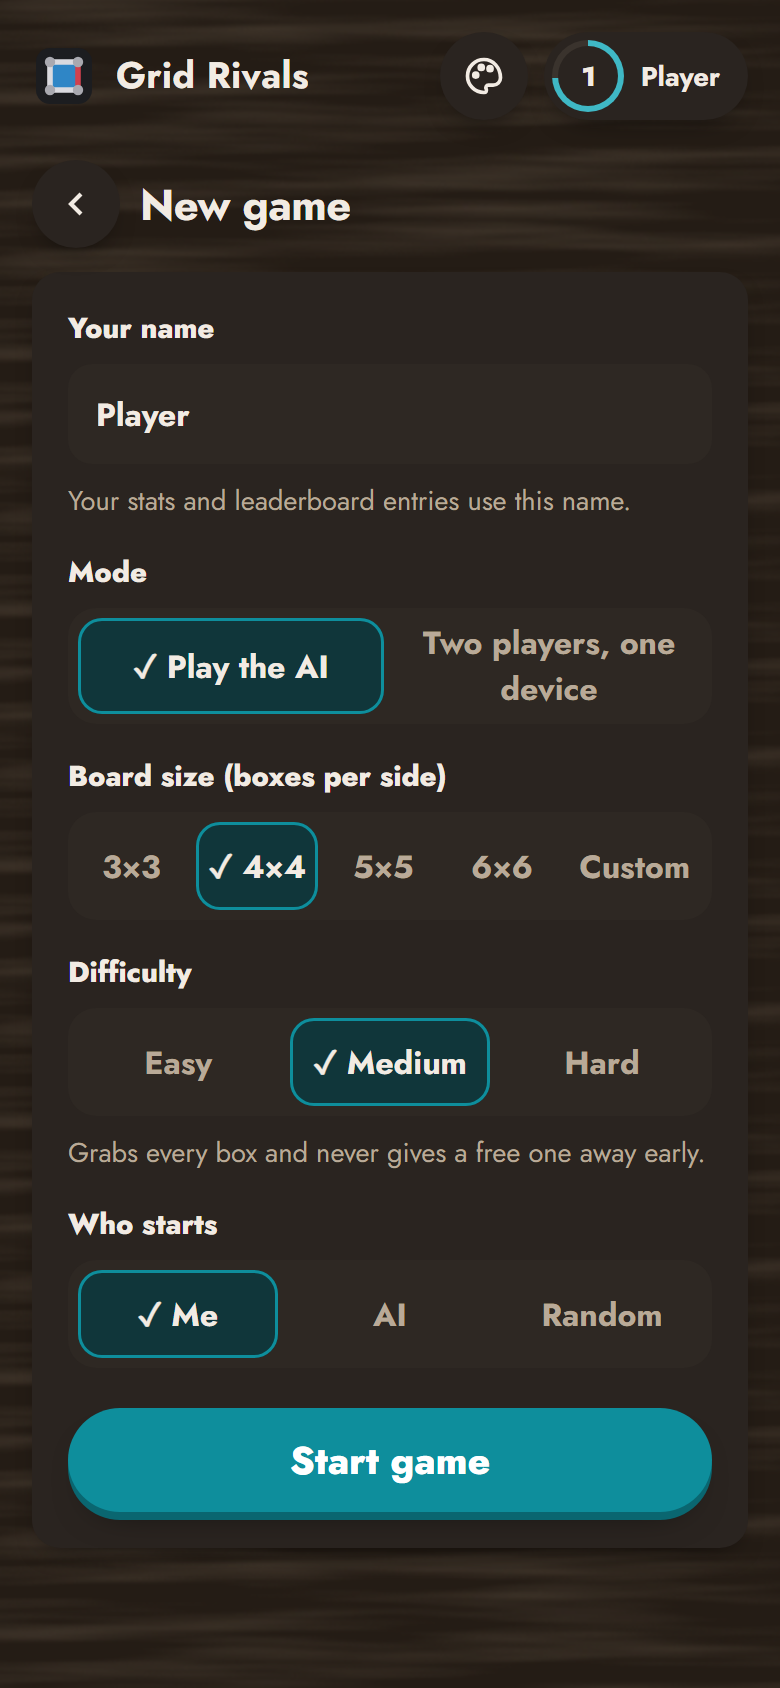 Grid Rivals
1
Player
New game
Your name
Player
Your stats and leaderboard entries use this name.
Mode
✓ Play the AI
Two players, one
device
Board size (boxes per side)
3×3
✓ 4×4
5×5
6×6
Custom
Difficulty
Easy
✓ Medium
Hard
Grabs every box and never gives a free one away early.
Who starts
✓ Me
AI
Random
Start game